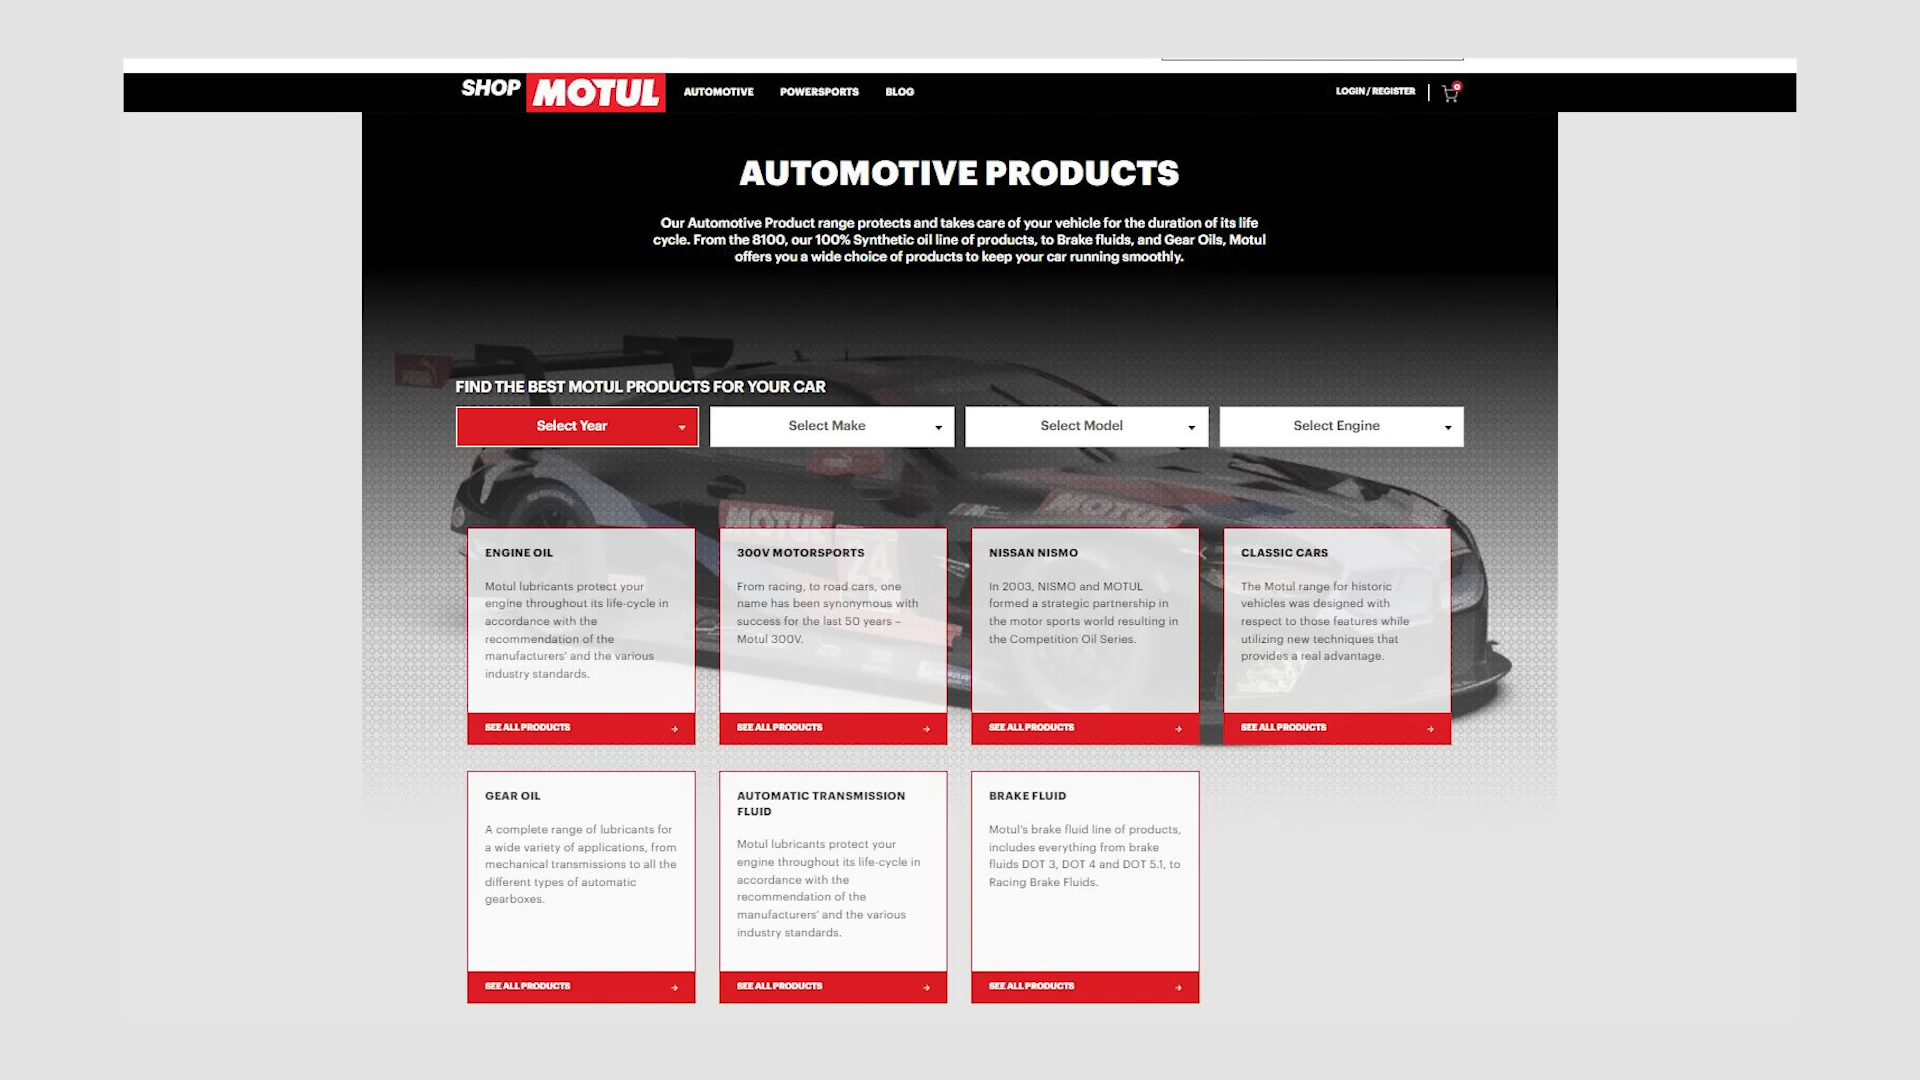 SHOP MOTUL AUTOMOTIVE POWERSPORTS BLOG LOGIN / REGISTER 0
AUTOMOTIVE PRODUCTS
Our Automotive Product range protects and takes care of your vehicle for the duration of its life
cycle. From the 8100, our 100% Synthetic oil line of products, to Brake fluids, and Gear Oils, Motul
offers you a wide choice of products to keep your car running smoothly.
FIND THE BEST MOTUL PRODUCTS FOR YOUR CAR
Select Year Select Make Select Model Select Engine
MOTUL
MOTUL
24
ENGINE OIL
Motul lubricants protect your
engine throughout its life-cycle in
accordance with the
recommendation of the
manufacturers' and the various
industry standards.
SEE ALL PRODUCTS
300V MOTORSPORTS
From racing, to road cars, one
name has been synonymous with
success for the last 50 years –
Motul 300V.
SEE ALL PRODUCTS
NISSAN NISMO
In 2003, NISMO and MOTUL
formed a strategic partnership in
the motor sports world resulting in
the Competition Oil Series.
SEE ALL PRODUCTS
CLASSIC CARS
The Motul range for historic
vehicles was designed with
respect to those features while
utilizing new techniques that
provides a real advantage.
SEE ALL PRODUCTS
GEAR OIL
A complete range of lubricants for
a wide variety of applications, from
mechanical transmissions to all the
different types of automatic
gearboxes.
SEE ALL PRODUCTS
AUTOMATIC TRANSMISSION
FLUID
Motul lubricants protect your
engine throughout its life-cycle in
accordance with the
recommendation of the
manufacturers' and the various
industry standards.
SEE ALL PRODUCTS
BRAKE FLUID
Motul's brake fluid line of products,
includes everything from brake
fluids DOT 3, DOT 4 and DOT 5.1, to
Racing Brake Fluids.
SEE ALL PRODUCTS